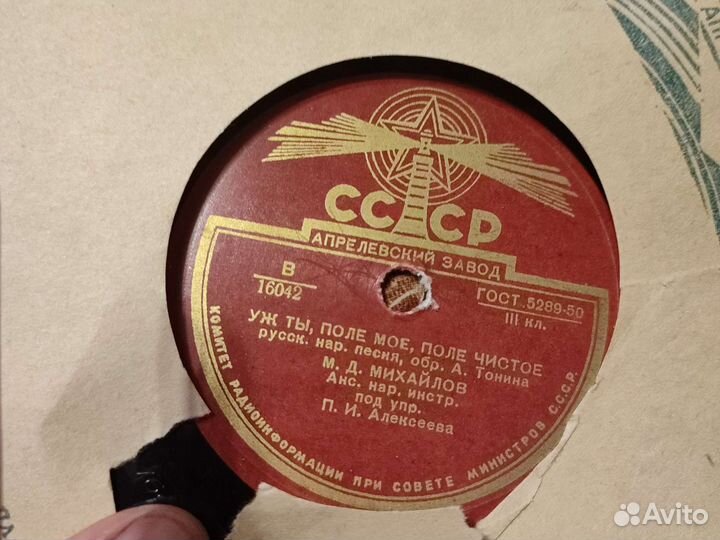 СССР
АПРЕЛЕВСКИЙ ЗАВОД
В
16042
ГОСТ 5289-50
III кл.
УЖ ТЫ, ПОЛЕ МОЕ, ПОЛЕ ЧИСТОЕ
русск. нар. песня, обр. А. Тонина
М. Д. МИХАЙЛОВ
Анс. нар. инстр.
под упр.
П. И. Алексеева
КОМИТЕТ РАДИОИНФОРМАЦИИ ПРИ СОВЕТЕ МИНИСТРОВ С.С.С.Р.
Avito